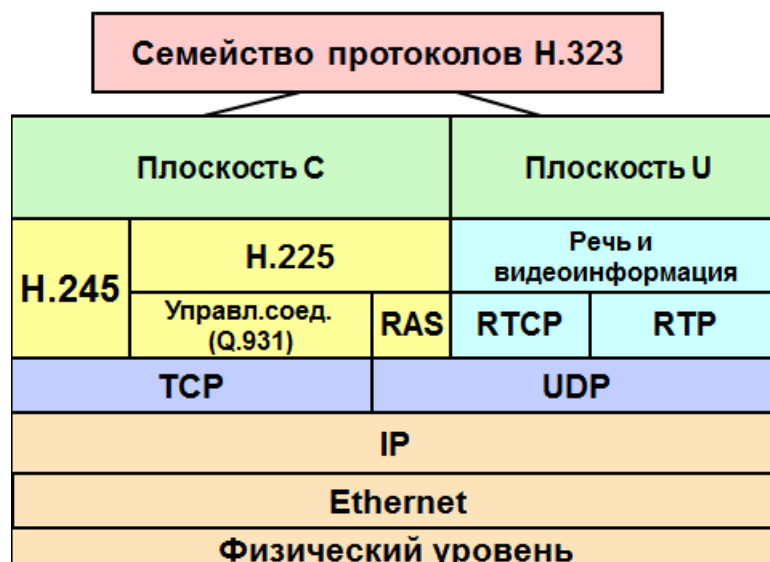 Семейство протоколов H.323
Плоскость C
Плоскость U
H.245
H.225
Речь и
видеоинформация
Управл.соед.
(Q.931)
RAS
RTCP
RTP
TCP
UDP
IP
Ethernet
Физический уровень